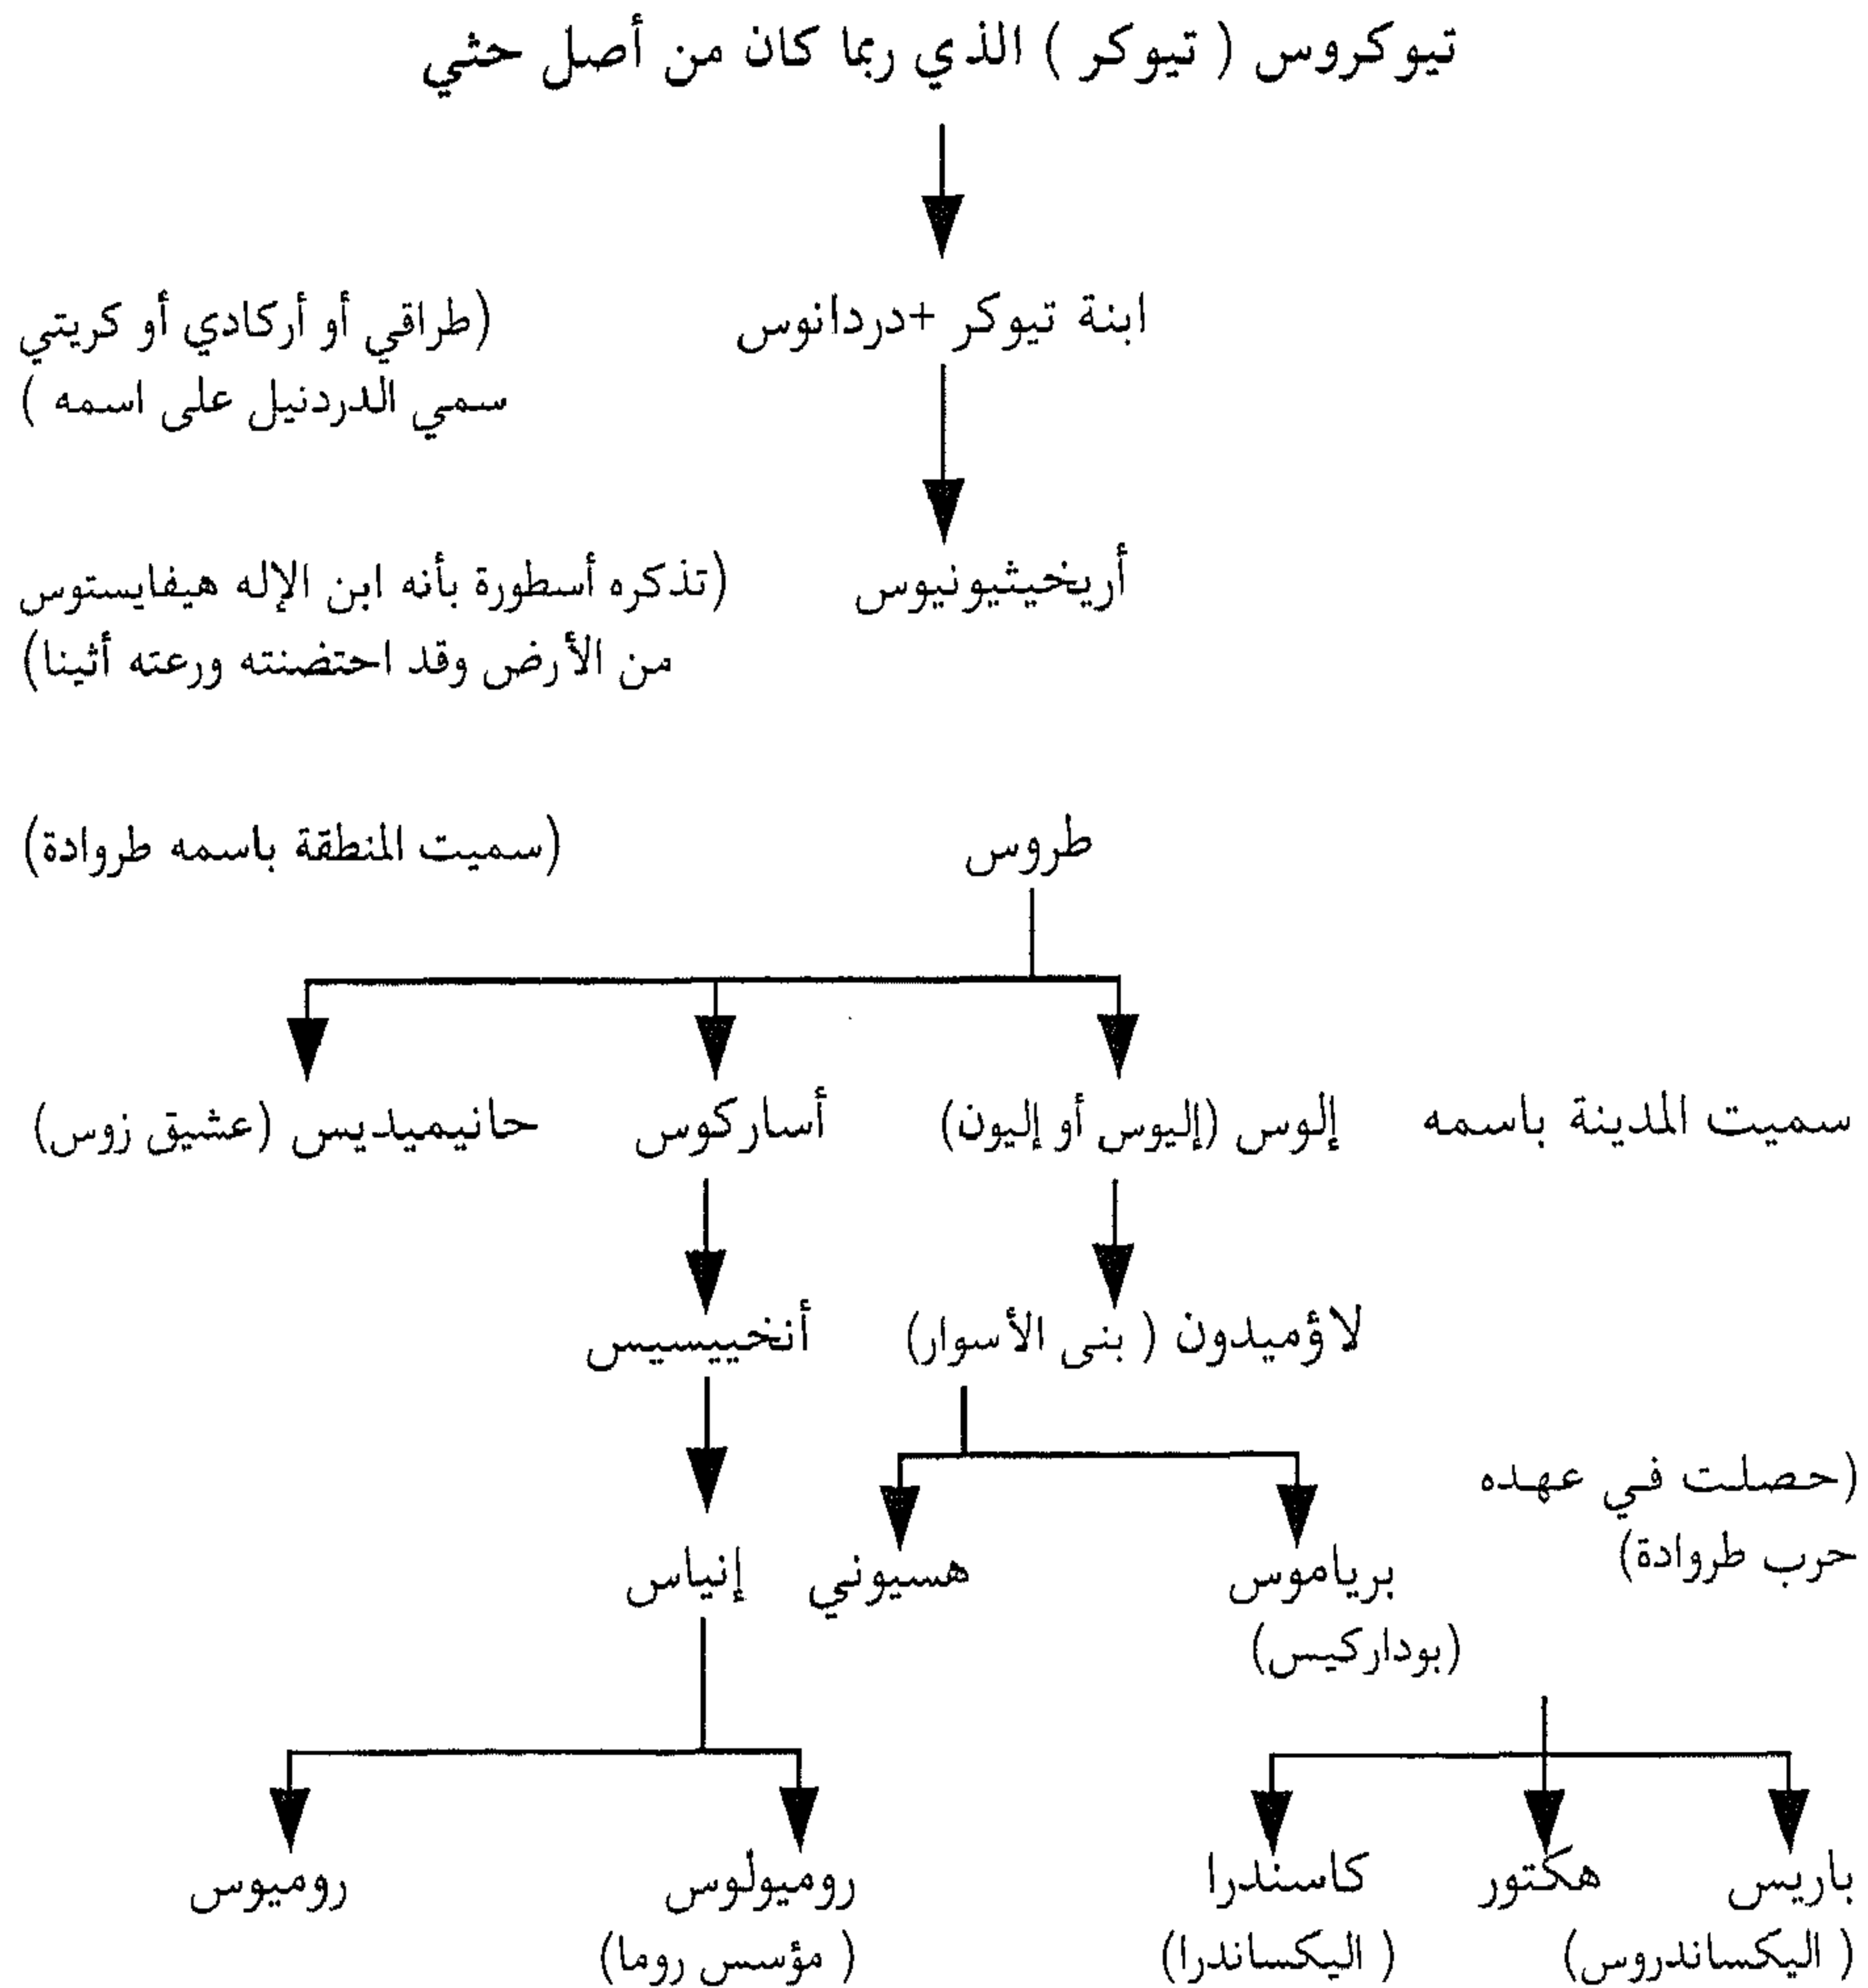 تيوكروس ( تيوكر ) الذي ربما كان من أصل حثي
ابنة تيوكر +دردانوس
(طراقي أو أركادي أو كريتي
سمي الدردنيل على اسمه )
أريخيثيونيوس
(تذكره أسطورة بأنه ابن الإله هيفايستوس
من الأرض وقد احتضنته ورعته أثينا)
طروس
(سميت المنطقة باسمه طروادة)
سميت المدينة باسمه
إلوس (إليوس أو إليون)
أساركوس
حانيميديس (عشيق زوس)
لاؤميدون ( بنى الأسوار)
أنخييسيس
(حصلت في عهده
حرب طروادة)
برياموس
(بوداركيس)
هسيوني
إنياس
باريس
( اليكساندروس)
هكتور
كاسندرا
( اليكساندرا)
روميولوس
( مؤسس روما)
روميوس